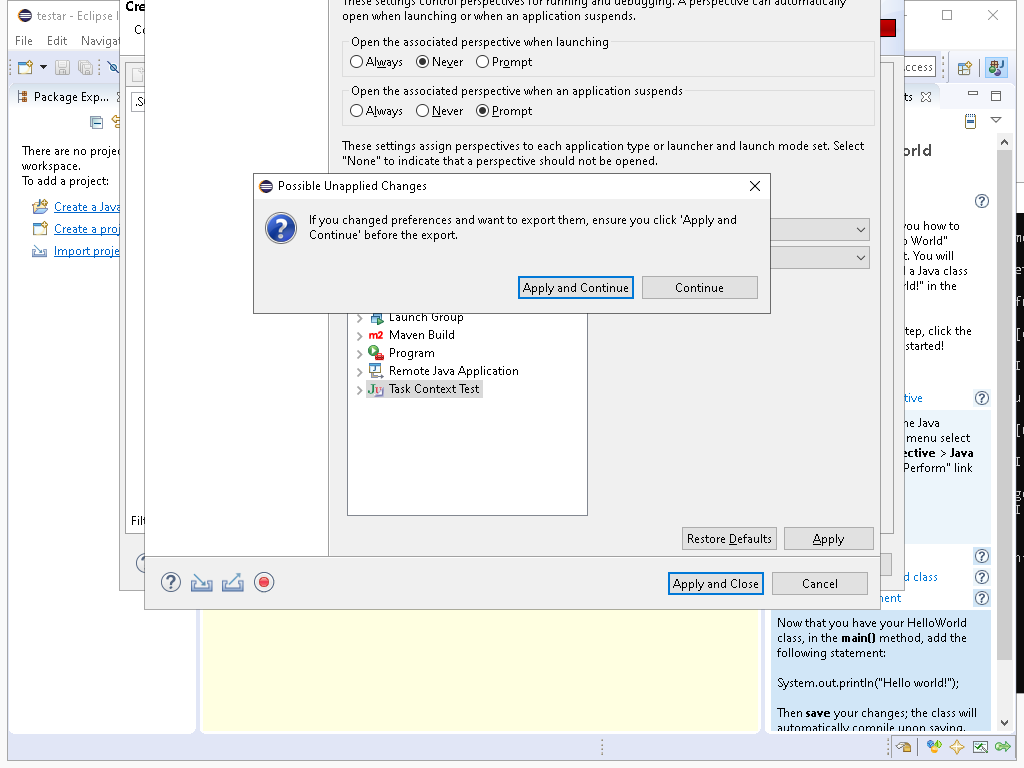 testar - Eclipse I
Cre
File Edit Navigat
Co
ccess
Package Exp...
ts
There are no proje
workspace.
To add a project:
Create a Java
Create a proj
Import proje
.S
Filt
These settings control perspectives for running and debugging. A perspective can automatically
open when launching or when an application suspends.
Open the associated perspective when launching
Always Never Prompt
Open the associated perspective when an application suspends
Always Never Prompt
These settings assign perspectives to each application type or launcher and launch mode set. Select
"None" to indicate that a perspective should not be opened.
Possible Unapplied Changes
If you changed preferences and want to export them, ensure you click 'Apply and
Continue' before the export.
Apply and Continue Continue
Launch Group
m2 Maven Build
Program
Remote Java Application
Ju Task Context Test
Restore Defaults Apply
Apply and Close Cancel
orld
you how to
o World"
t. You will
d a Java class
rld!" in the
tep, click the
started!
tive
he Java
menu select
ective > Java
Perform" link
d class
ment
Now that you have your HelloWorld
class, in the main() method, add the
following statement:
System.out.println("Hello world!");
Then save your changes; the class will
automatically compile upon saving.